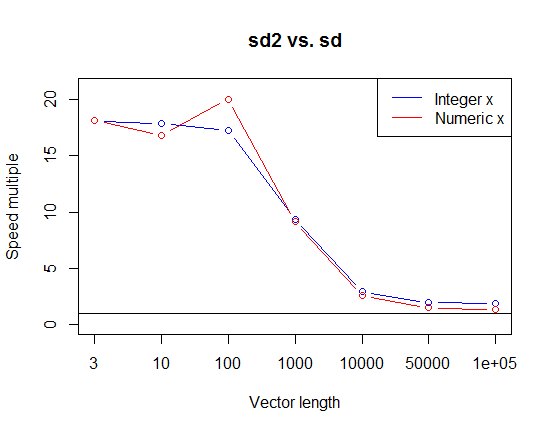 sd2 vs. sd
Integer x
Numeric x
Speed multiple
20
15
10
5
0
3 10 100 1000 10000 50000 1e+05
Vector length